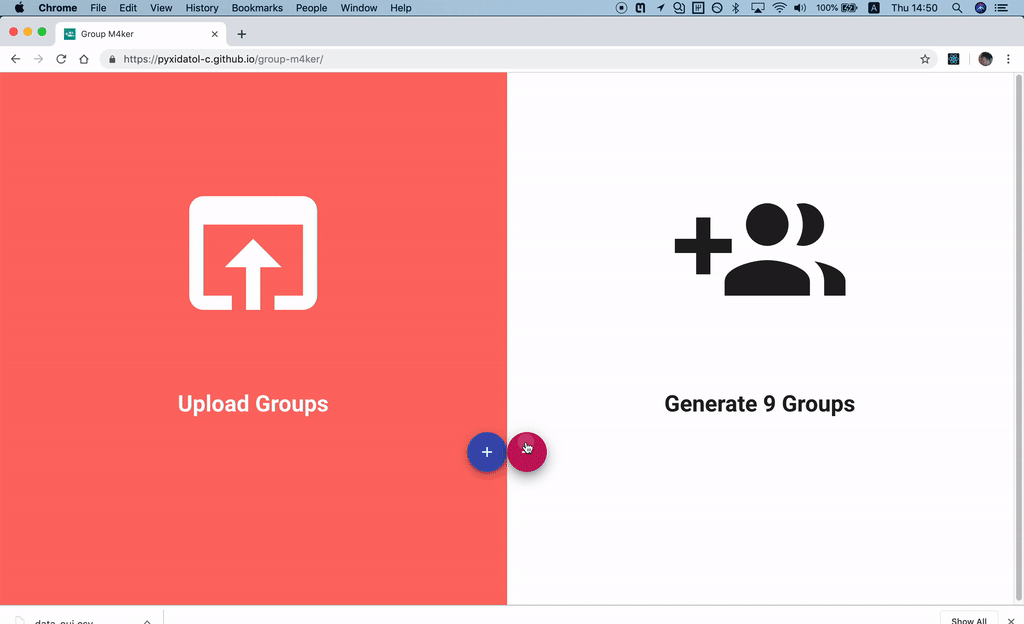 Chrome File Edit View History Bookmarks People Window Help 100% Thu 14:50
Group M4ker
https://pyxidatol-c.github.io/group-m4ker/
Upload Groups
Generate 9 Groups
Show All